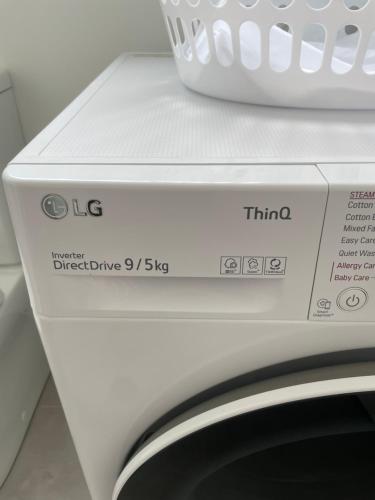 LG
ThinQ
Inverter
DirectDrive 9/5kg
STEAM
Cotton
Cotton
Mixed Fa
Easy Care
Quiet Was
Allergy Car
Baby Care